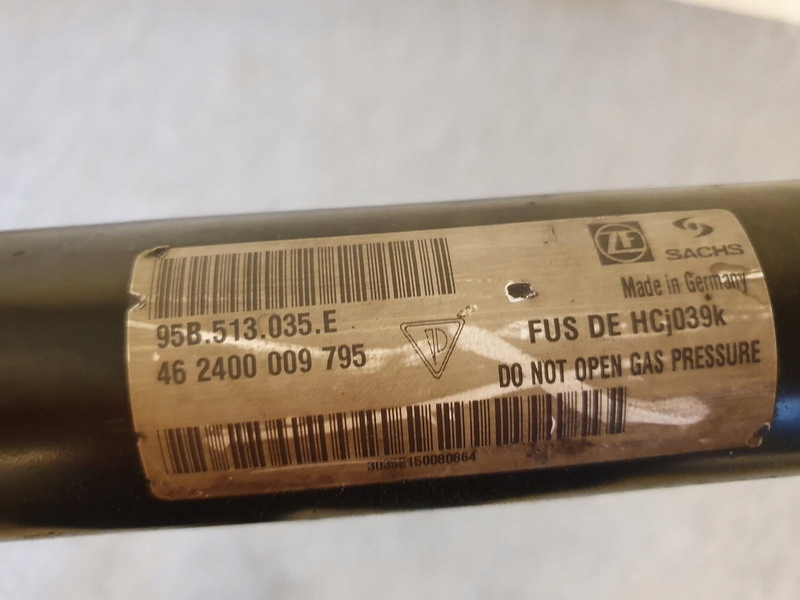 ZF
SACHS
Made in Germany
95B.513.035.E
46 2400 009 795
FUS DE HCj039k
DO NOT OPEN GAS PRESSURE
3035E150080864